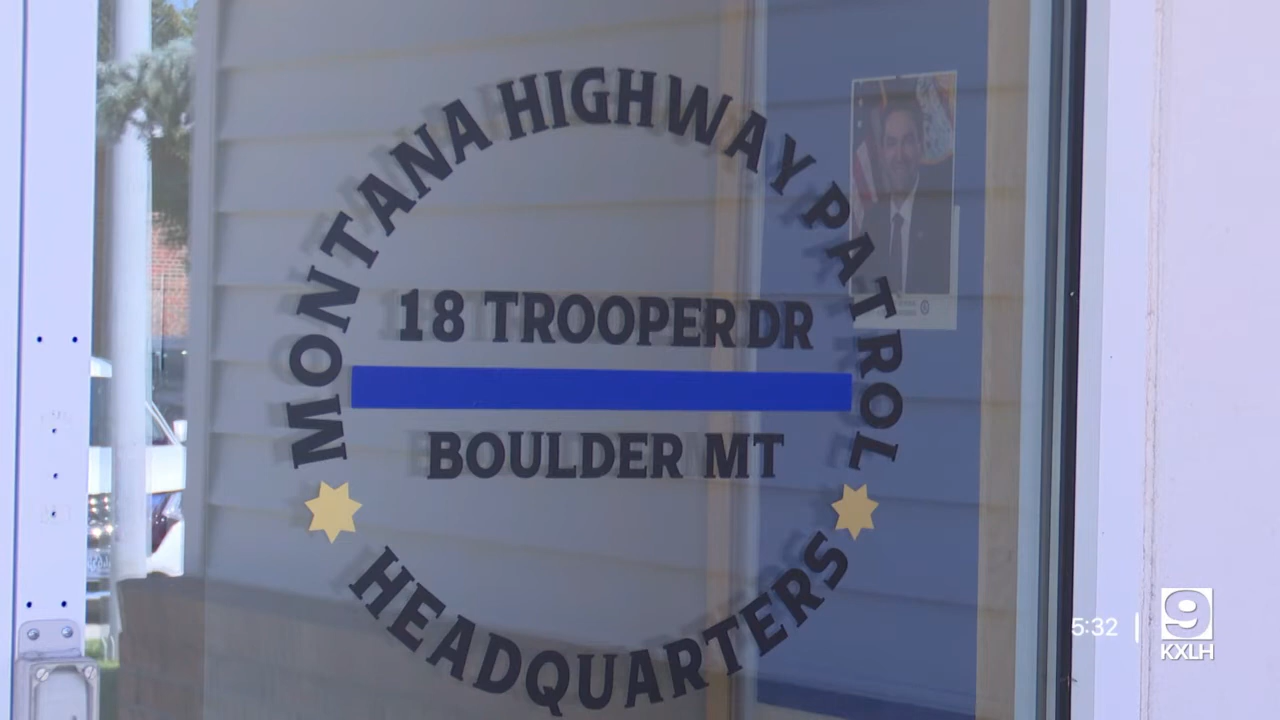 MONTANA HIGHWAY PATROL
18 TROOPER DR
BOULDER MT
HEADQUARTERS
5:32
9
KXLH